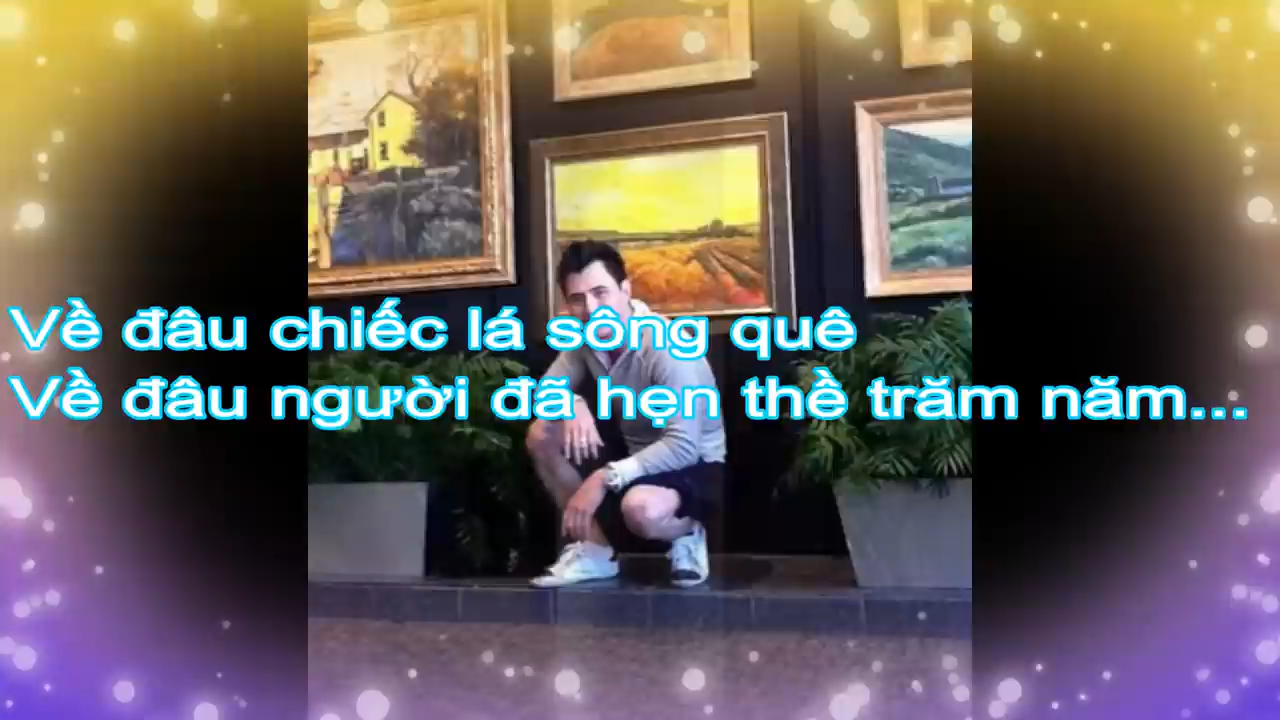 Về đâu chiếc lá sông quê
Về đâu người đã hẹn thề trăm năm...